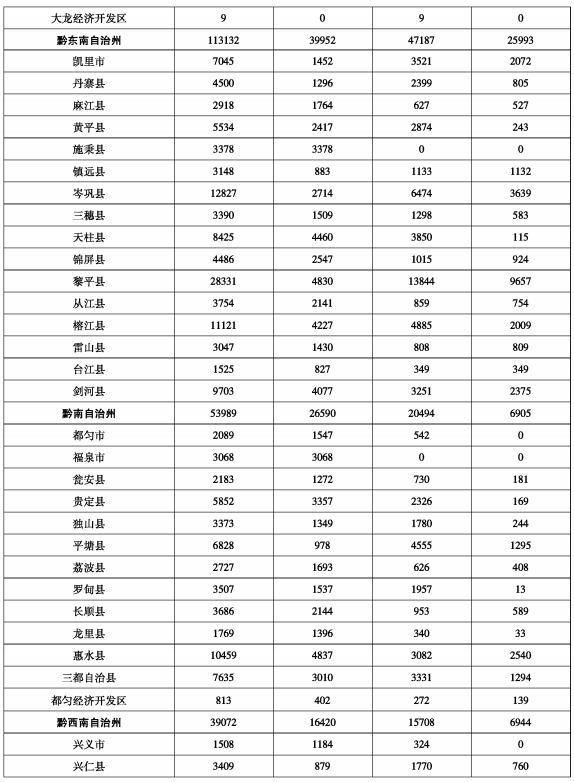 大龙经济开发区 9 0 9 0
黔东南自治州 113132 39952 47187 25993
凯里市 7045 1452 3521 2072
丹寨县 4500 1296 2399 805
麻江县 2918 1764 627 527
黄平县 5534 2417 2874 243
施秉县 3378 3378 0 0
镇远县 3148 883 1133 1132
岑巩县 12827 2714 6474 3639
三穗县 3390 1509 1298 583
天柱县 8425 4460 3850 115
锦屏县 4486 2547 1015 924
黎平县 28331 4830 13844 9657
从江县 3754 2141 859 754
榕江县 11121 4227 4885 2009
雷山县 3047 1430 808 809
台江县 1525 827 349 349
剑河县 9703 4077 3251 2375
黔南自治州 53989 26590 20494 6905
都匀市 2089 1547 542 0
福泉市 3068 3068 0 0
瓮安县 2183 1272 730 181
贵定县 5852 3357 2326 169
独山县 3373 1349 1780 244
平塘县 6828 978 4555 1295
荔波县 2727 1693 626 408
罗甸县 3507 1537 1957 13
长顺县 3686 2144 953 589
龙里县 1769 1396 340 33
惠水县 10459 4837 3082 2540
三都自治县 7635 3010 3331 1294
都匀经济开发区 813 402 272 139
黔西南自治州 39072 16420 15708 6944
兴义市 1508 1184 324 0
兴仁县 3409 879 1770 760